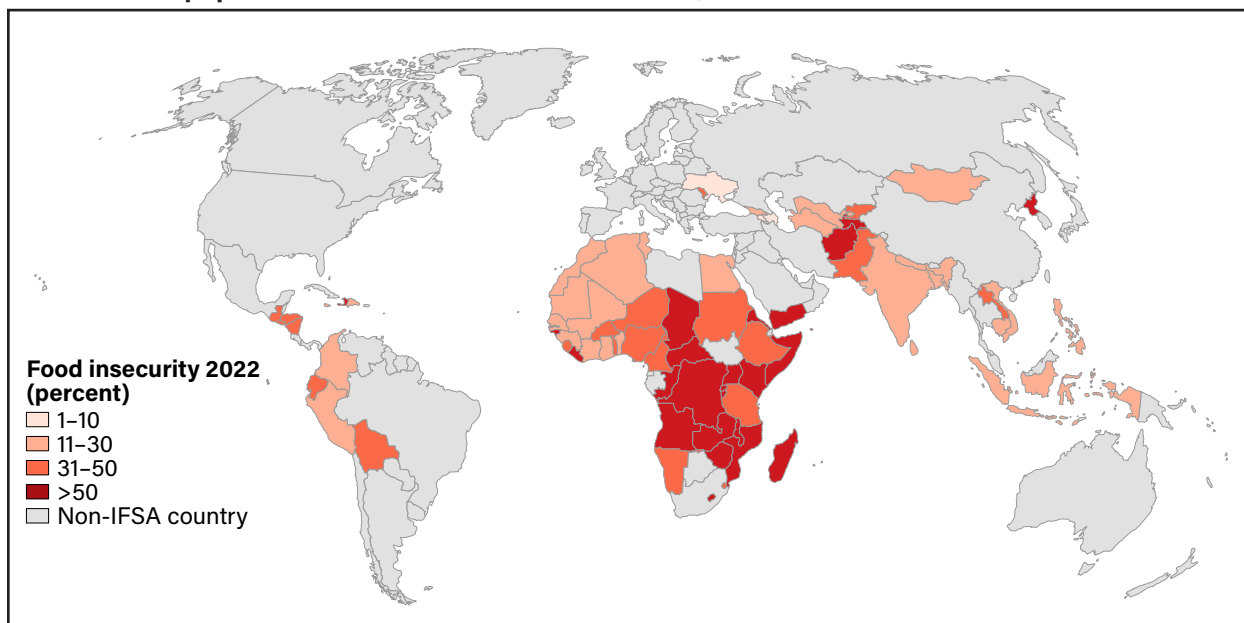 Food insecurity 2022
(percent)
1–10
11–30
31–50
>50
Non-IFSA country